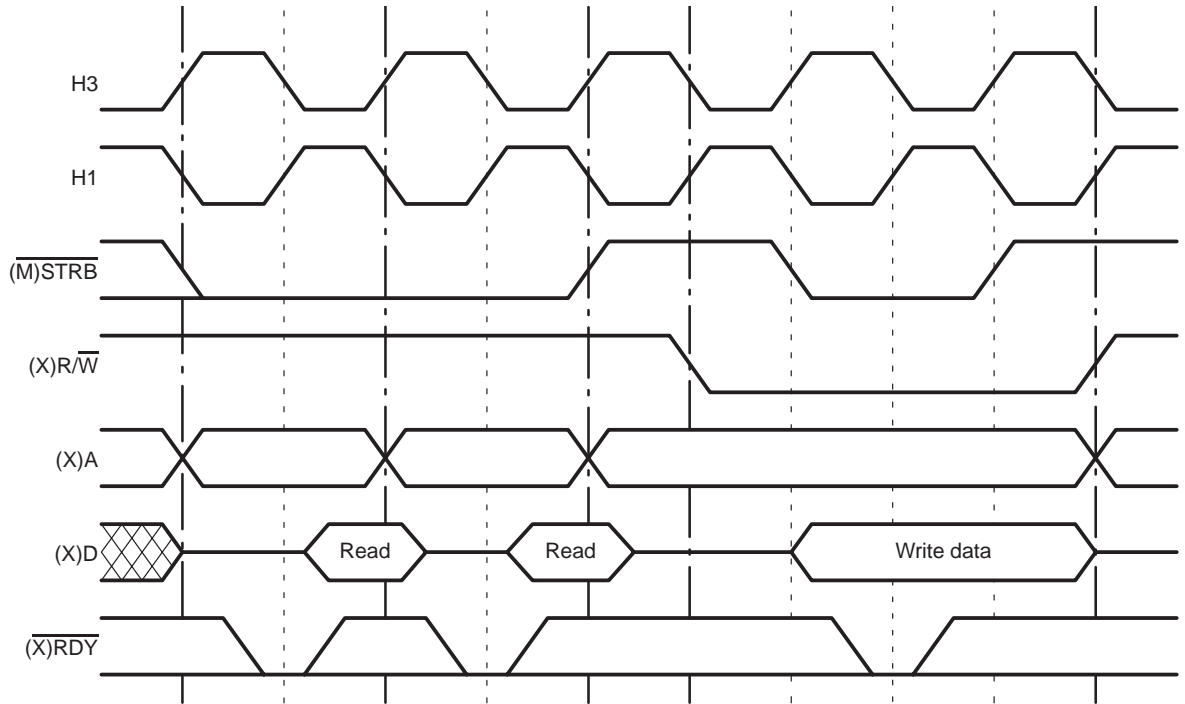 H3
H1
(M)STRB
(X)R/W
(X)A
(X)D
Read
Read
Write data
(X)RDY